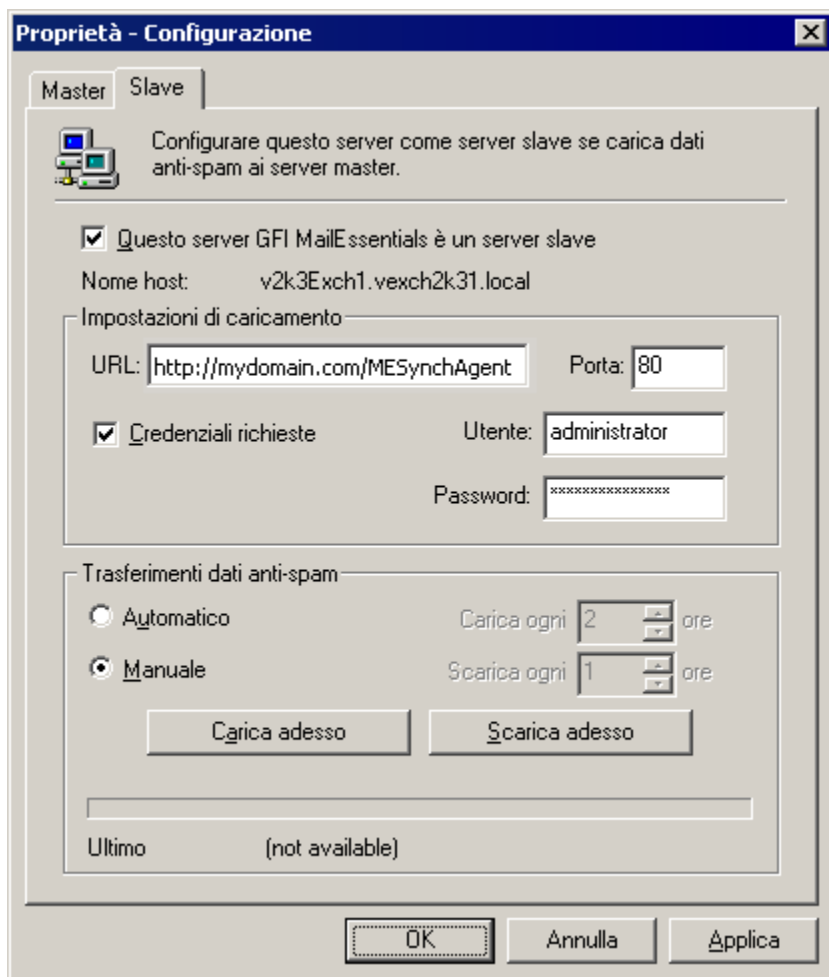 Proprietà - Configurazione
Master Slave
Configurare questo server come server slave se carica dati
anti-spam ai server master.
Questo server GFI MailEssentials è un server slave
Nome host: v2k3Exch1.vexch2k31.local
Impostazioni di caricamento
URL: http://mydomain.com/MESynchAgent Porta: 80
Credenziali richieste Utente: administrator
Password: ***************
Trasferimenti dati anti-spam
Automatico Carica ogni 2 ore
Manuale Scarica ogni 1 ore
Carica adesso Scarica adesso
Ultimo (not available)
OK Annulla Applica